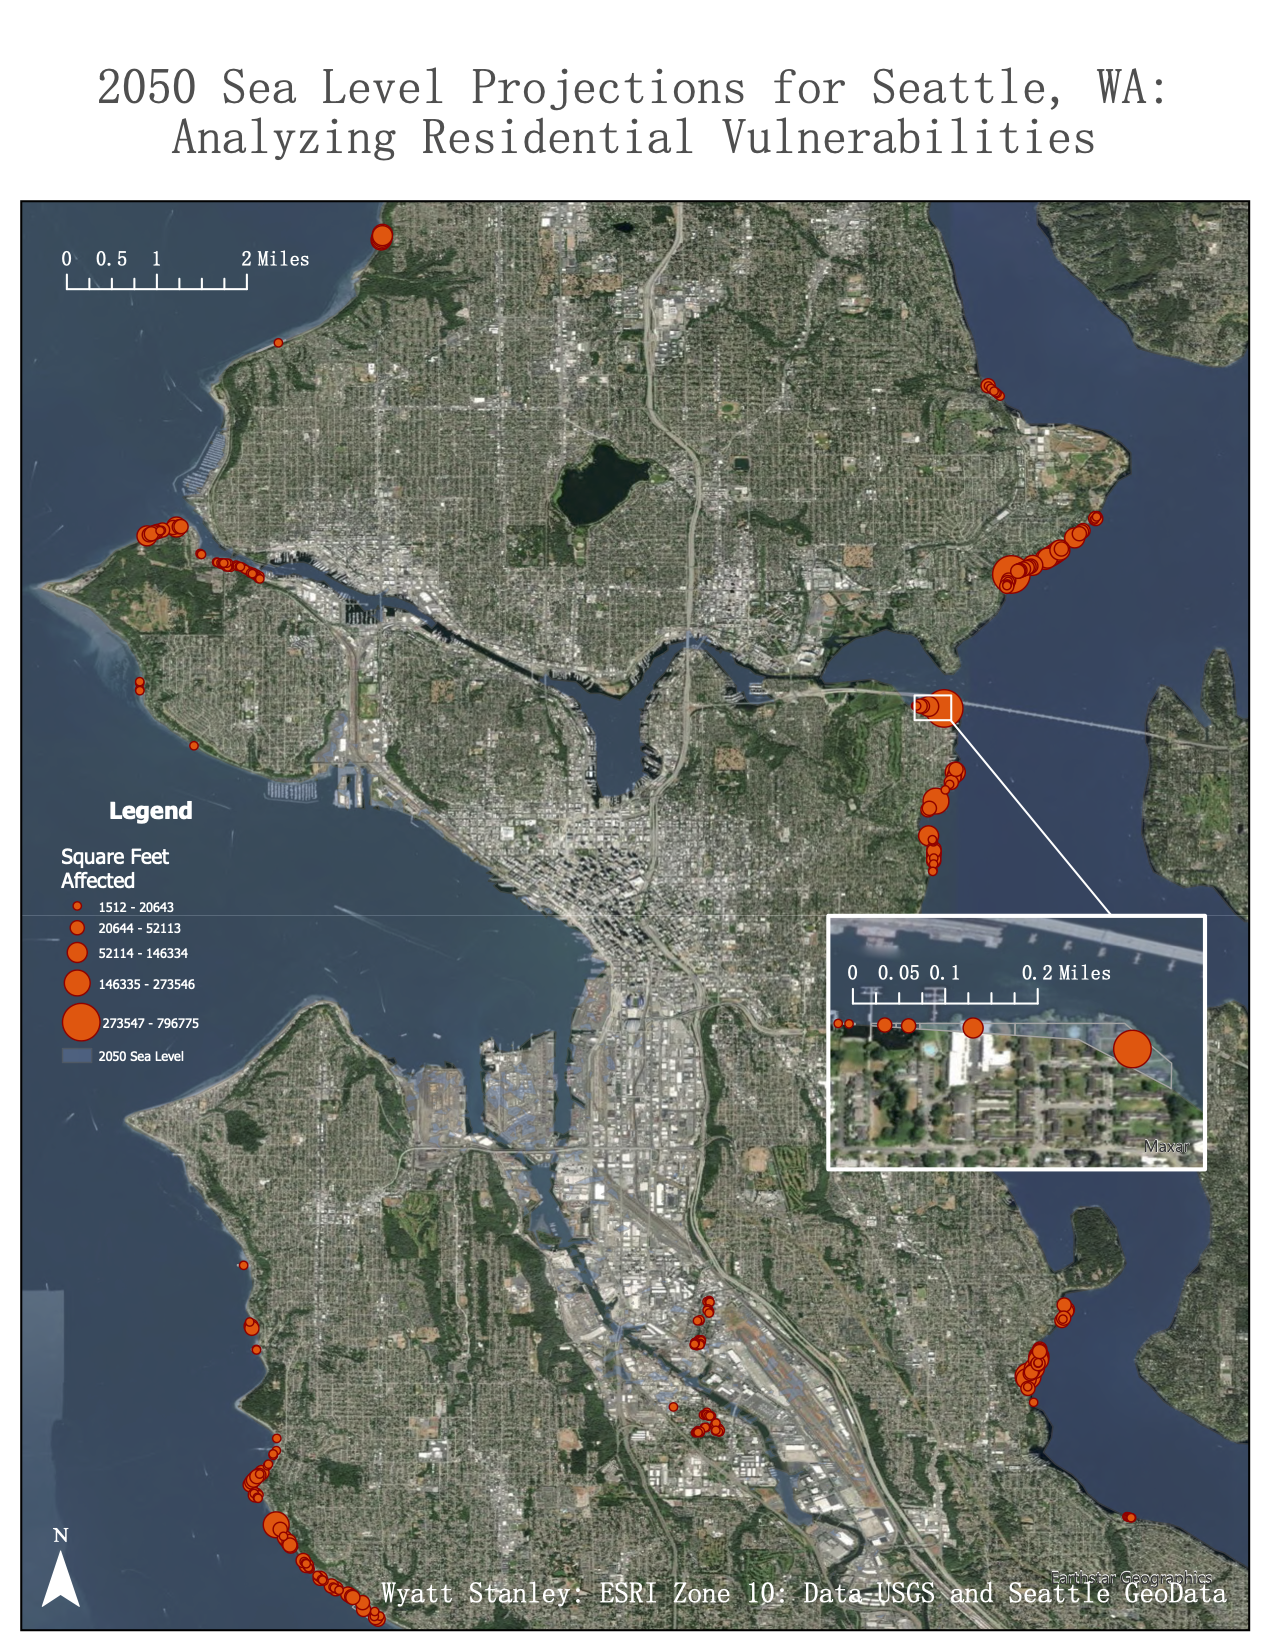 2050 Sea Level Projections for Seattle, WA:
Analyzing Residential Vulnerabilities
0 0.5 1 2 Miles
Legend
Square Feet
Affected
1512 - 20643
20644 - 52113
52114 - 146334
146335 - 273546
273547 - 796775
2050 Sea Level
0 0.05 0.1 0.2 Miles
Maxar
N
Earthstar Geographics
Wyatt Stanley: ESRI Zone 10: Data-USGS and Seattle GeoData